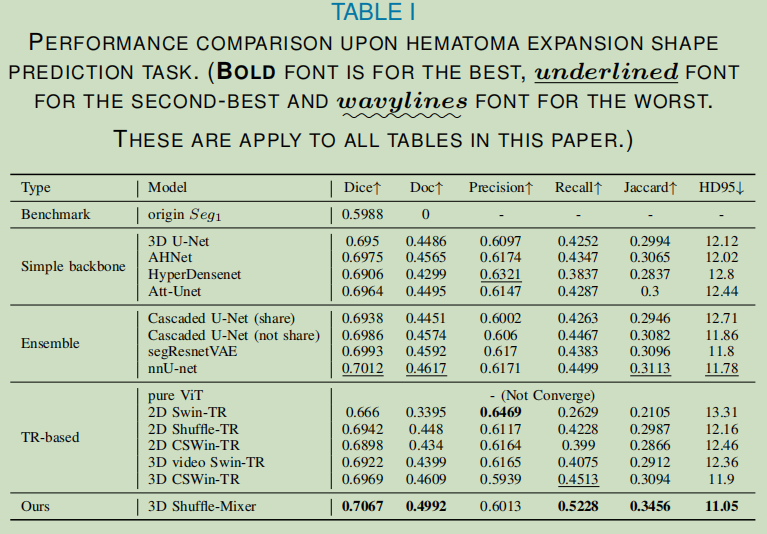 TABLE I
PERFORMANCE COMPARISON UPON HEMATOMA EXPANSION SHAPE
PREDICTION TASK. (BOLD FONT IS FOR THE BEST, underlined FONT
FOR THE SECOND-BEST AND wavylines FONT FOR THE WORST.
THESE ARE APPLY TO ALL TABLES IN THIS PAPER.)
Type Model Dice↑ Doc↑ Precision↑ Recall↑ Jaccard↑ HD95↓
Benchmark origin Seg1 0.5988 0 - - - -
Simple backbone
3D U-Net 0.695 0.4486 0.6097 0.4252 0.2994 12.12
AHNet 0.6975 0.4565 0.6174 0.4347 0.3065 12.02
HyperDensenet 0.6906 0.4299 0.6321 0.3837 0.2837 12.8
Att-Unet 0.6964 0.4495 0.6147 0.4287 0.3 12.44
Ensemble
Cascaded U-Net (share) 0.6938 0.4451 0.6002 0.4263 0.2946 12.71
Cascaded U-Net (not share) 0.6986 0.4574 0.606 0.4467 0.3082 11.86
segResnetVAE 0.6993 0.4592 0.617 0.4383 0.3096 11.8
nnU-net 0.7012 0.4617 0.6171 0.4499 0.3113 11.78
TR-based
pure ViT - (Not Converge)
2D Swin-TR 0.666 0.3395 0.6469 0.2629 0.2105 13.31
2D Shuffle-TR 0.6942 0.448 0.6117 0.4228 0.2987 12.16
2D CSWin-TR 0.6898 0.434 0.6164 0.399 0.2866 12.46
3D video Swin-TR 0.6922 0.4399 0.6165 0.4075 0.2912 12.36
3D CSWin-TR 0.6969 0.4609 0.5939 0.4513 0.3094 11.9
Ours 3D Shuffle-Mixer 0.7067 0.4992 0.6013 0.5228 0.3456 11.05